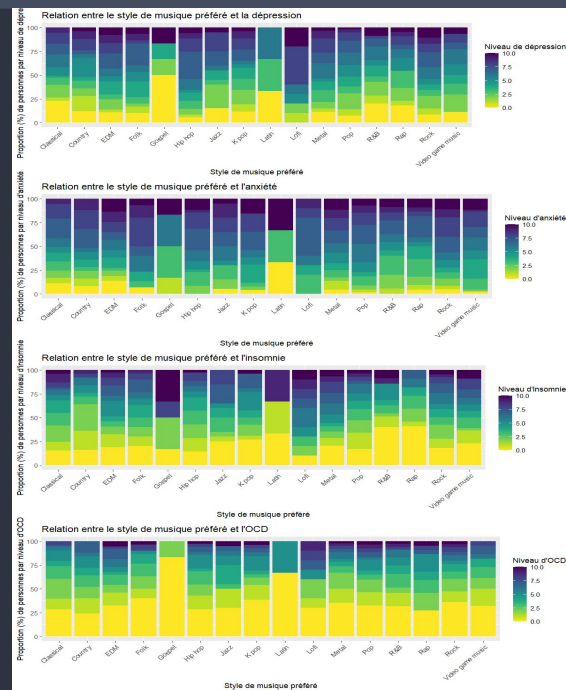 Relation entre le style de musique préféré et la dépression
Proportion (%) de personnes par niveau de dépre
100
75
50
25
0
Classical
Country
EDM
Folk
Gospel
Hip hop
Jazz
K pop
Latin
Lofi
Metal
Pop
R&B
Rap
Rock
Video game music
Style de musique préféré
Niveau de dépression
10.0
7.5
5.0
2.5
0.0
Relation entre le style de musique préféré et l'anxiété
Proportion (%) de personnes par niveau d'anxiété
100
75
50
25
0
Classical
Country
EDM
Folk
Gospel
Hip hop
Jazz
K pop
Latin
Lofi
Metal
Pop
R&B
Rap
Rock
Video game music
Style de musique préféré
Niveau d'anxiété
10.0
7.5
5.0
2.5
0.0
Relation entre le style de musique préféré et l'insomnie
Proportion (%) de personnes par niveau d'insomnie
100
75
50
25
0
Classical
Country
EDM
Folk
Gospel
Hip hop
Jazz
K pop
Latin
Lofi
Metal
Pop
R&B
Rap
Rock
Video game music
Style de musique préféré
Niveau d'Insomnie
10.0
7.5
5.0
2.5
0.0
Relation entre le style de musique préféré et l'OCD
Proportion (%) de personnes par niveau d'OCD
100
75
50
25
0
Classical
Country
EDM
Folk
Gospel
Hip hop
Jazz
K pop
Latin
Lofi
Metal
Pop
R&B
Rap
Rock
Video game music
Style de musique préféré
Niveau d'OCD
10.0
7.5
5.0
2.5
0.0